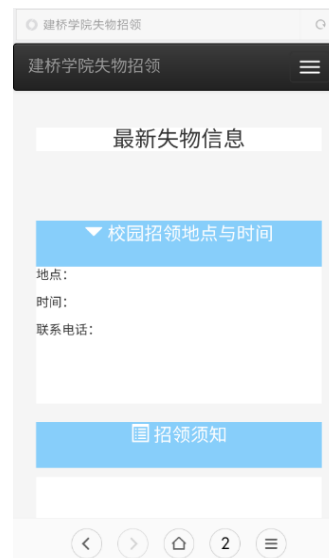 建桥学院失物招领
建桥学院失物招领
最新失物信息
校园招领地点与时间
地点：
时间：
联系电话：
招领须知
2